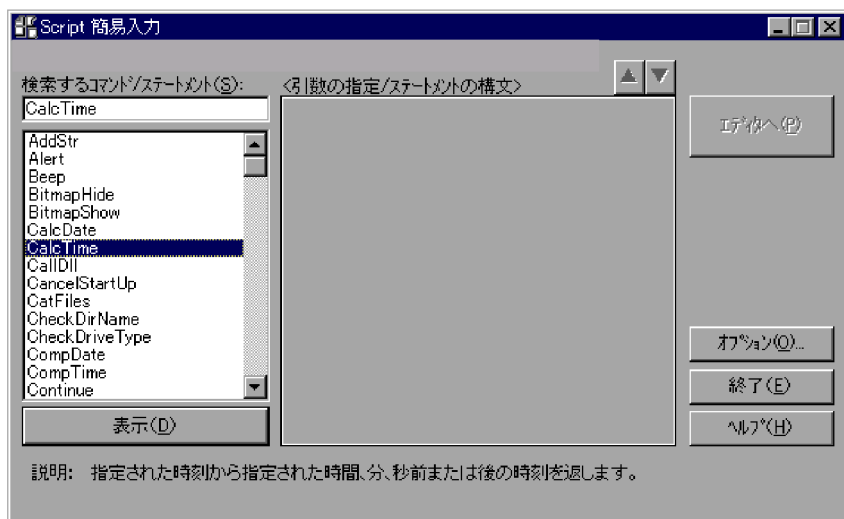 Script 簡易入力
検索するｺﾏﾝﾄﾞ/ｽﾃｰﾄﾒﾝﾄ(S):
<引数の指定/ｽﾃｰﾄﾒﾝﾄの構文>
CalcTime
ｴﾃﾞｨﾀへ(P)
AddStr
Alert
Beep
BitmapHide
BitmapShow
CalcDate
CalcTime
CallDll
CancelStartUp
CatFiles
CheckDirName
CheckDriveType
CompDate
CompTime
Continue
ｵﾌﾟｼｮﾝ(O)...
終了(E)
表示(D)
ﾍﾙﾌﾟ(H)
説明: 指定された時刻から指定された時間､分､秒前または後の時刻を返します。